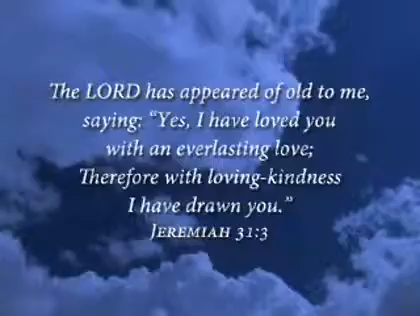 The LORD has appeared of old to me,
saying: “Yes, I have loved you
with an everlasting love;
Therefore with loving-kindness
I have drawn you.”
JEREMIAH 31:3